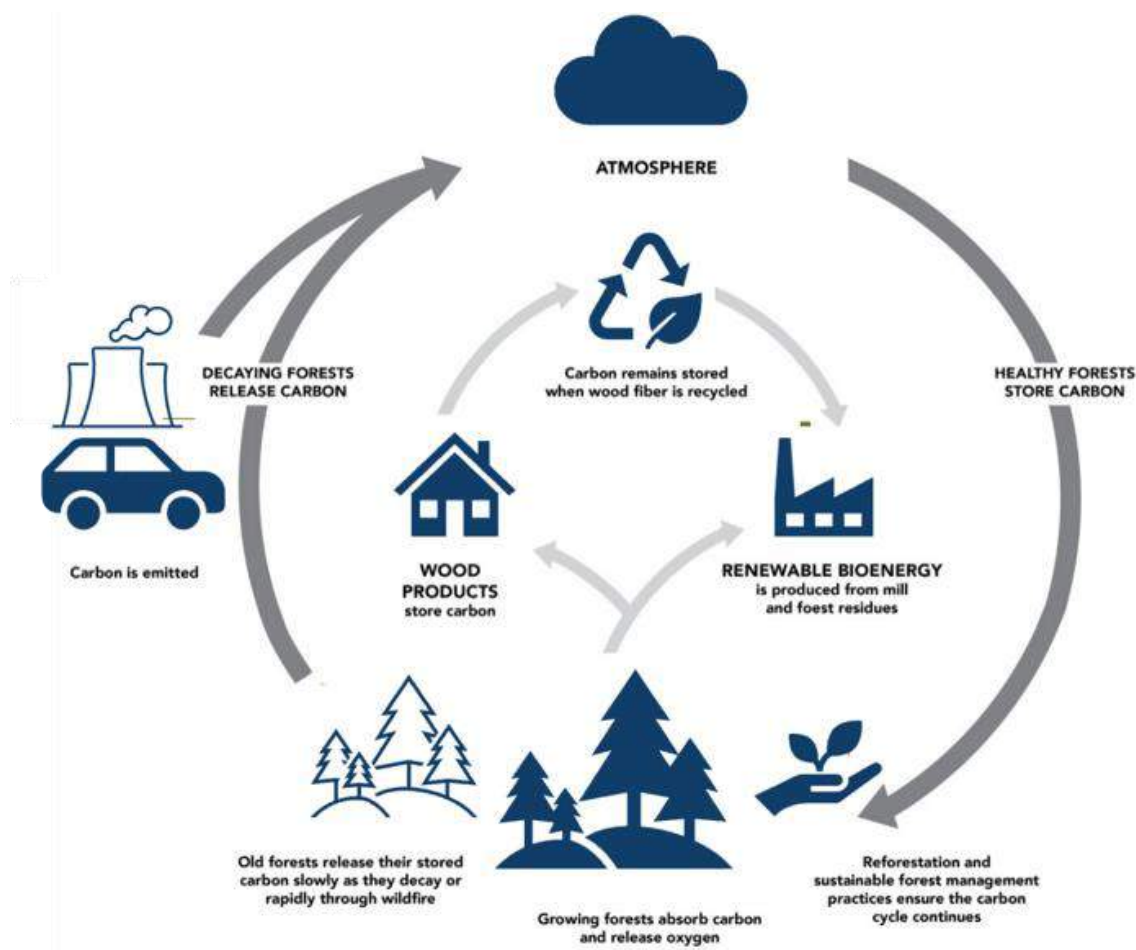 ATMOSPHERE
Carbon remains stored
when wood fiber is recycled
DECAYING FORESTS
RELEASE CARBON
HEALTHY FORESTS
STORE CARBON
Carbon is emitted
WOOD
PRODUCTS
store carbon
RENEWABLE BIOENERGY
is produced from mill
and foest residues
Old forests release their stored
carbon slowly as they decay or
rapidly through wildfire
Growing forests absorb carbon
and release oxygen
Reforestation and
sustainable forest management
practices ensure the carbon
cycle continues